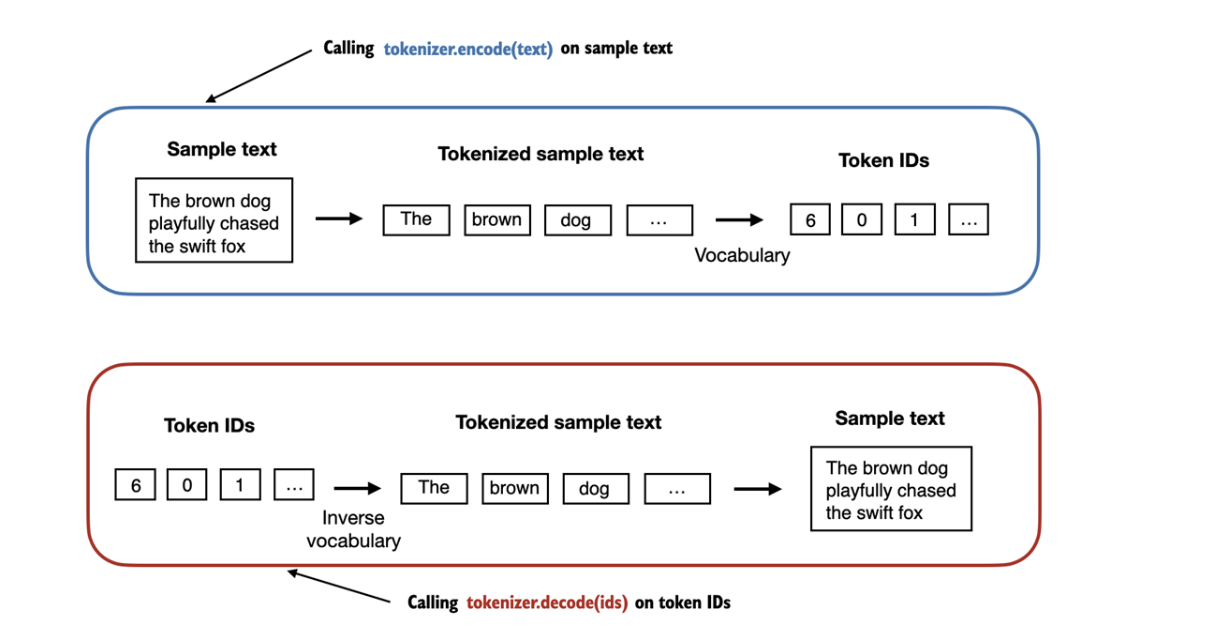 Calling tokenizer.encode(text) on sample text
Sample text
Tokenized sample text
Token IDs
The brown dog
playfully chased
the swift fox
The
brown
dog
...
Vocabulary
6
0
1
...
Token IDs
Tokenized sample text
Sample text
6
0
1
...
Inverse
vocabulary
The
brown
dog
...
The brown dog
playfully chased
the swift fox
Calling tokenizer.decode(ids) on token IDs